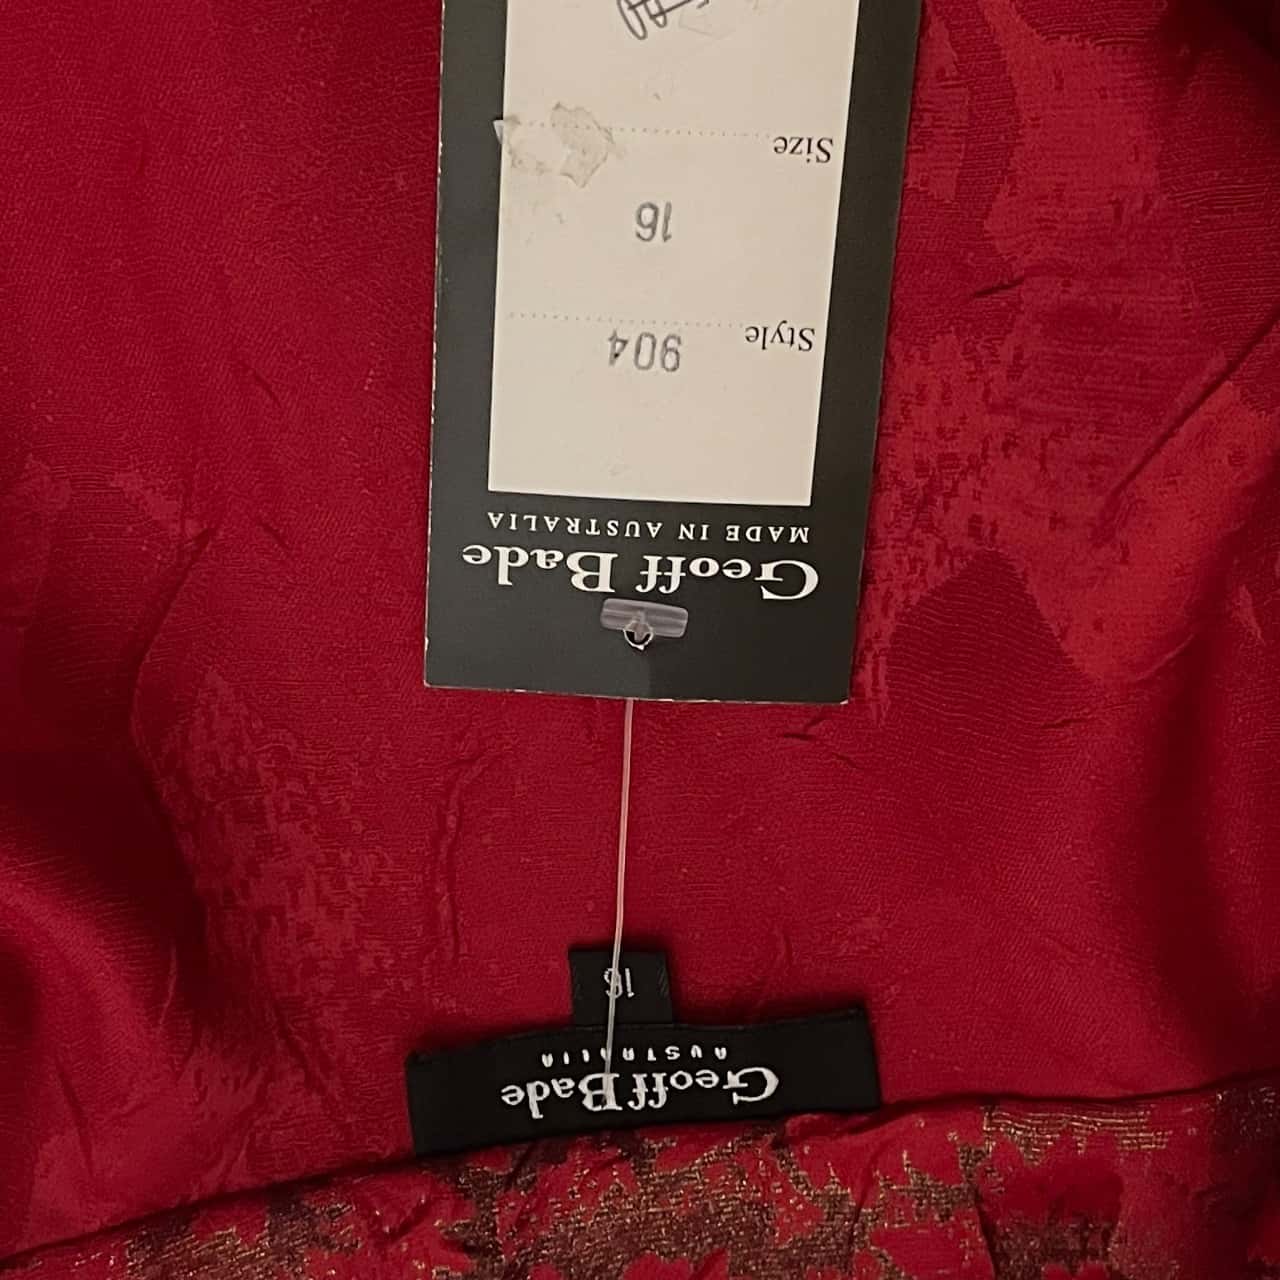 Geoff Bade
MADE IN AUSTRALIA
Style
904
16
Size
Geoff Bade
AUSTRALIA
16